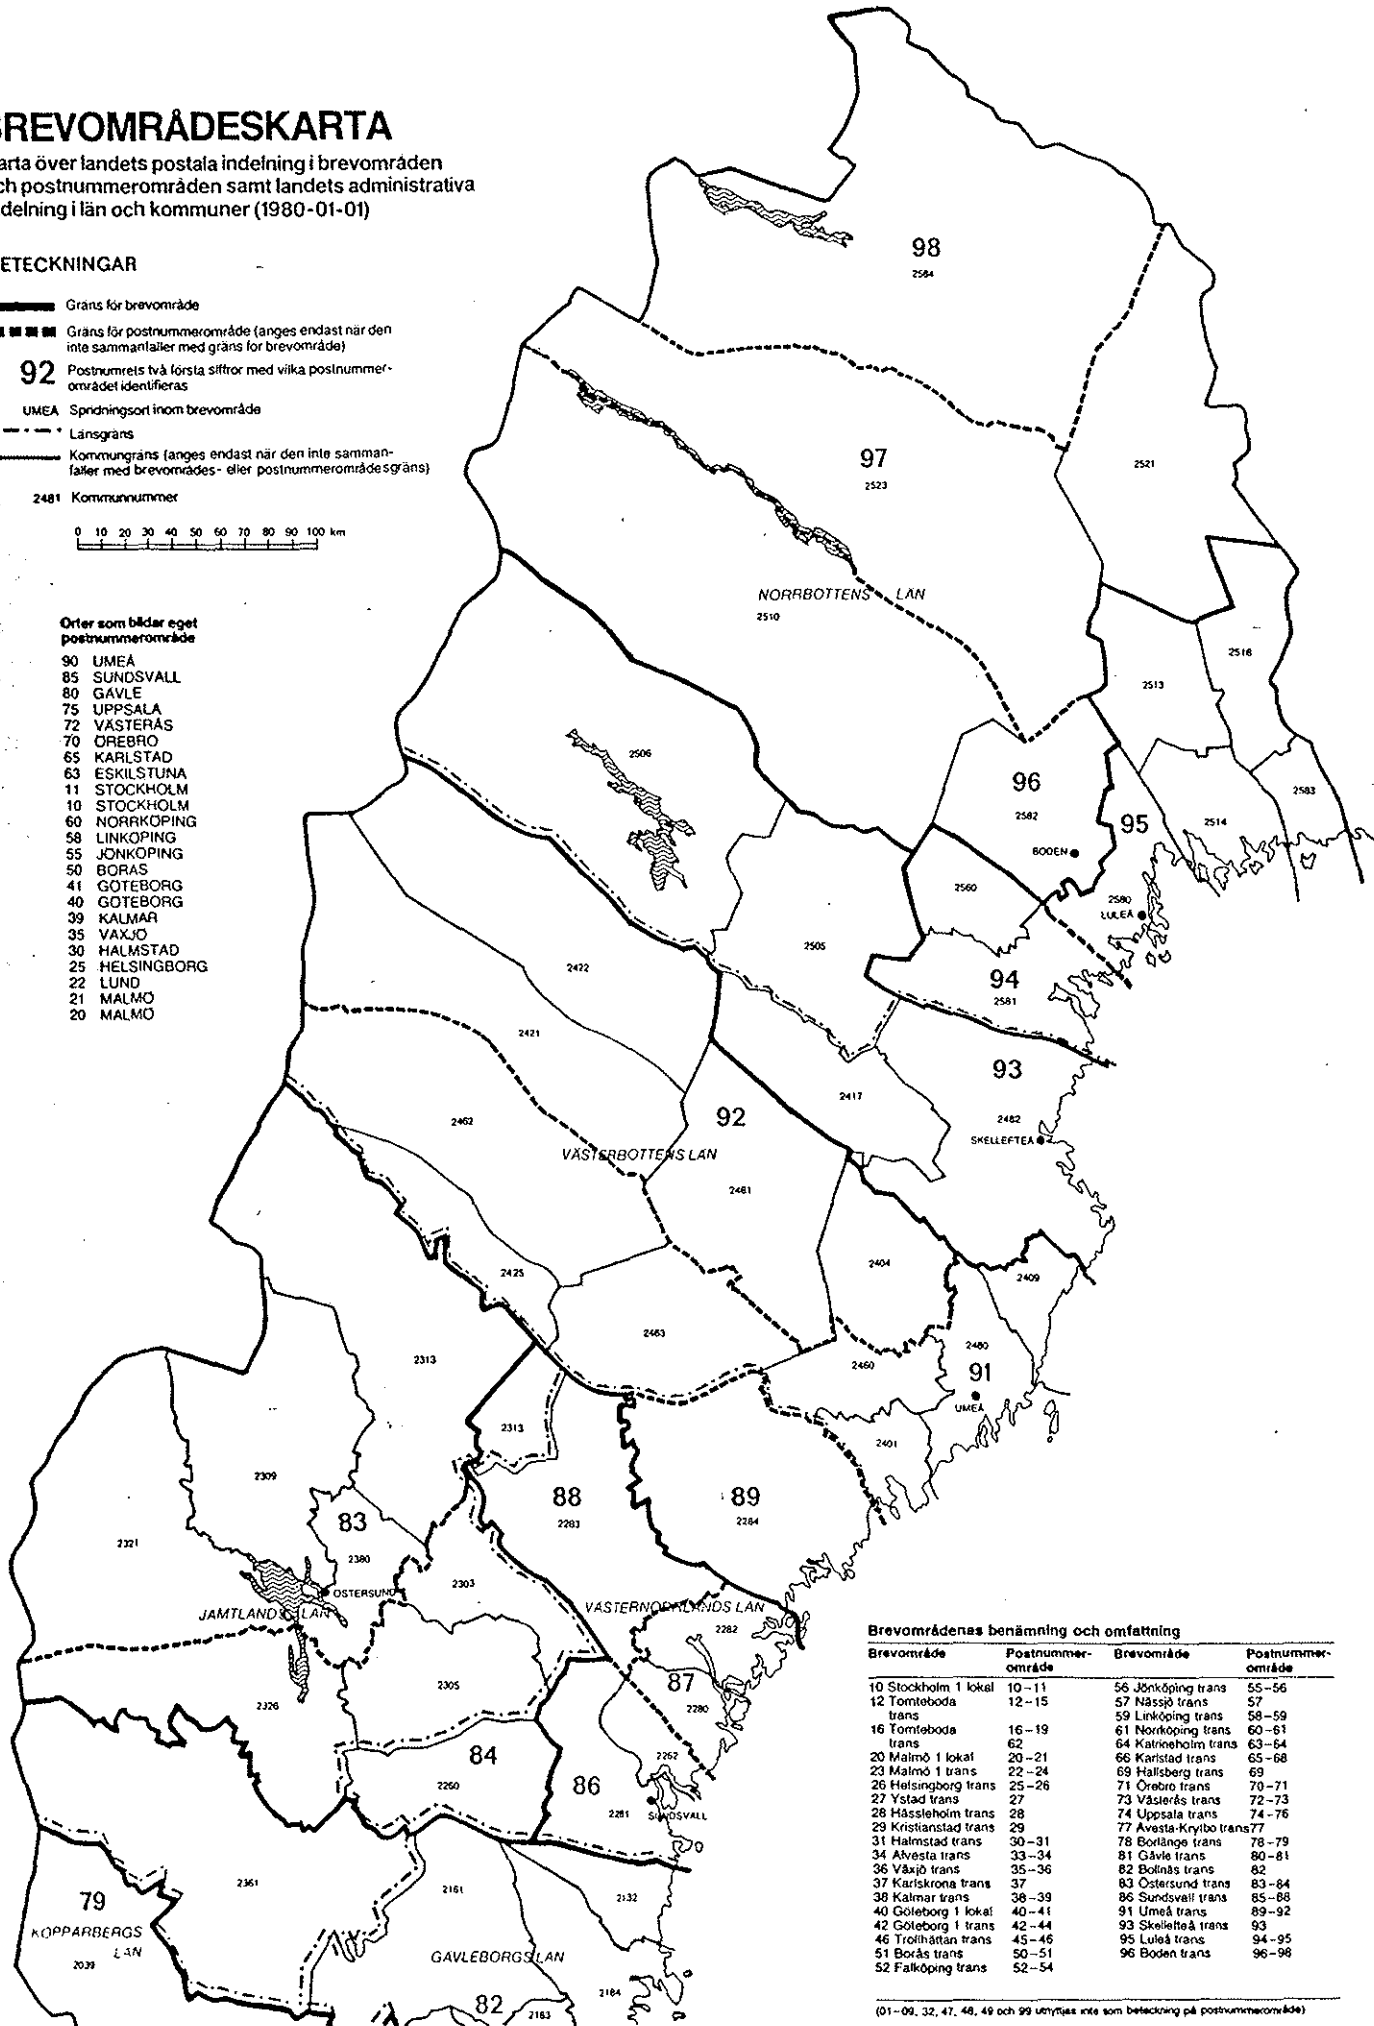 BREVOMRÅDESKARTA
arta över landets postala indelning i brevområden
ch postnummerområden samt landets administrativa
delning i län och kommuner (1980-01-01)
ETECKNINGAR
Gräns för brevområde
Gräns för postnummerområde (anges endast när den
inte sammanfaller med gräns för brevområde)
92 Postnumrets två första siffror med vilka postnummer-
området identifieras
UMEÅ Spridningsort inom brevområde
Länsgräns
Kommungräns (anges endast när den inte samman-
faller med brevområdes- eller postnummerområdesgräns)
2481 Kommunnummer
0 10 20 30 40 50 60 70 80 90 100 km
Orter som bildar eget
postnummerområde
90 UMEÅ
85 SUNDSVALL
80 GÄVLE
75 UPPSALA
72 VÄSTERÅS
70 ÖREBRO
65 KARLSTAD
63 ESKILSTUNA
11 STOCKHOLM
10 STOCKHOLM
60 NORRKÖPING
58 LINKÖPING
55 JÖNKÖPING
50 BORÅS
41 GÖTEBORG
40 GÖTEBORG
39 KALMAR
35 VÄXJÖ
30 HALMSTAD
25 HELSINGBORG
22 LUND
21 MALMÖ
20 MALMÖ
98
2584
97
2523
2521
NORRBOTTENS LÄN
2510
2518
2513
2506
96
2582
BODEN
95
2583
2514
2560
2580
LULEÅ
2505
2422
94
2581
2421
93
2417
2462
92
2482
SKELLEFTEÅ
VÄSTERBOTTENS LÄN
2481
2404
2425
2409
2463
2480
2313
2460
91
UMEÅ
2313
2401
2309
88
2283
89
2284
83
2321
2380
2303
ÖSTERSUND
JÄMTLANDS LÄN
VÄSTERNORRLANDS LÄN
2282
87
2305
2326
2280
84
2262
2260
86
2281
SUNDSVALL
79
2361
2161
2132
KOPPARBERGS
LÄN
GÄVLEBORGS LÄN
2039
2184
82
2183
Brevområdenas benämning och omfattning
Brevområde Postnummer-område Brevområde Postnummer-område
10 Stockholm 1 lokal 10-11 56 Jönköping trans 55-56
12 Tomteboda trans 12-15 57 Nässjö trans 57
59 Linköping trans 58-59
16 Tomteboda trans 16-19 62 61 Norrköping trans 60-61
64 Katrineholm trans 63-64
20 Malmö 1 lokal 20-21 66 Karlstad trans 65-68
23 Malmö 1 trans 22-24 69 Hallsberg trans 69
26 Helsingborg trans 25-26 71 Örebro trans 70-71
27 Ystad trans 27 73 Västerås trans 72-73
28 Hässleholm trans 28 74 Uppsala trans 74-76
29 Kristianstad trans 29 77 Avesta-Krylbo trans 77
31 Halmstad trans 30-31 78 Borlänge trans 78-79
34 Alvesta trans 33-34 81 Gävle trans 80-81
36 Växjö trans 35-36 82 Bollnäs trans 82
37 Karlskrona trans 37 83 Östersund trans 83-84
38 Kalmar trans 38-39 86 Sundsvall trans 85-88
40 Göteborg 1 lokal 40-41 91 Umeå trans 89-92
42 Göteborg 1 trans 42-44 93 Skellefteå trans 93
46 Trollhättan trans 45-46 95 Luleå trans 94-95
51 Borås trans 50-51 96 Boden trans 96-98
52 Falköping trans 52-54
(01-09, 32, 47, 48, 49 och 99 utnyttjas inte som beteckning på postnummerområde)